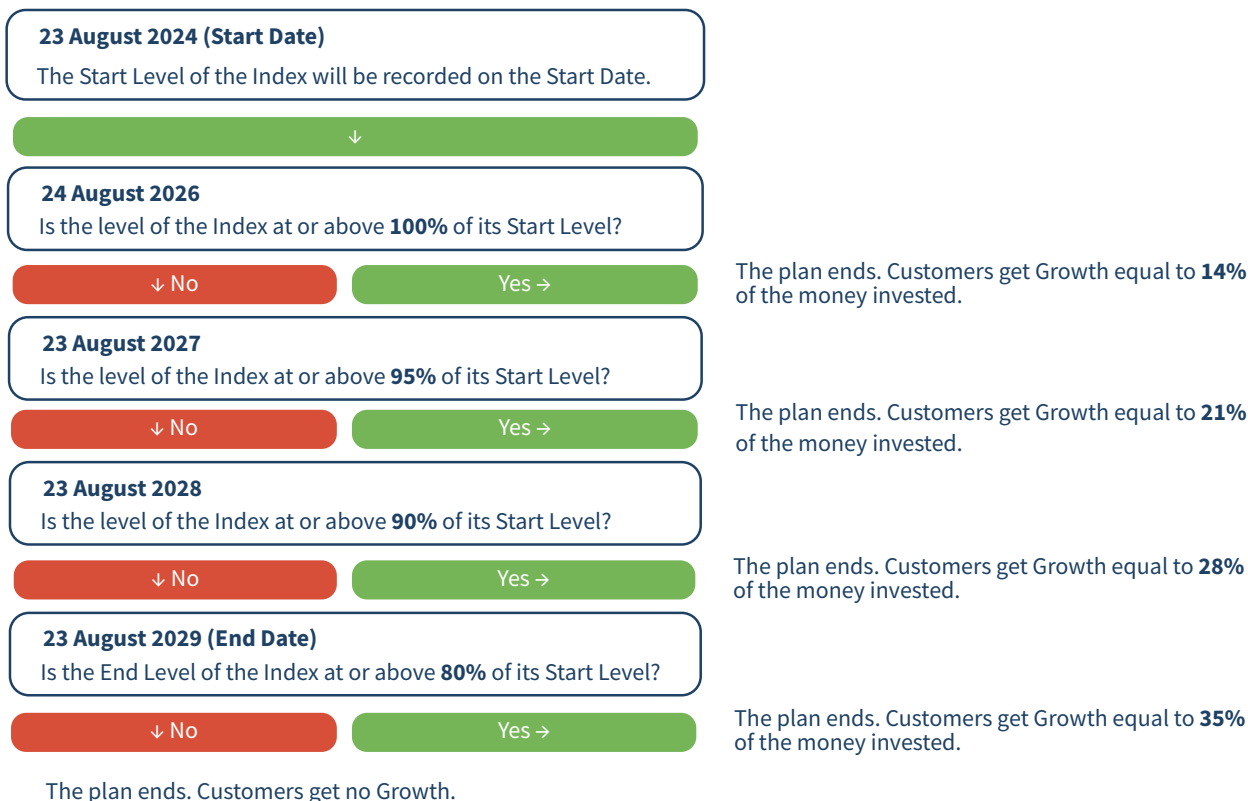 23 August 2024 (Start Date)
The Start Level of the Index will be recorded on the Start Date.
↓
24 August 2026
Is the level of the Index at or above 100% of its Start Level?
↓ No
Yes →
The plan ends. Customers get Growth equal to 14%
of the money invested.
23 August 2027
Is the level of the Index at or above 95% of its Start Level?
↓ No
Yes →
The plan ends. Customers get Growth equal to 21%
of the money invested.
23 August 2028
Is the level of the Index at or above 90% of its Start Level?
↓ No
Yes →
The plan ends. Customers get Growth equal to 28%
of the money invested.
23 August 2029 (End Date)
Is the End Level of the Index at or above 80% of its Start Level?
↓ No
Yes →
The plan ends. Customers get Growth equal to 35%
of the money invested.
The plan ends. Customers get no Growth.